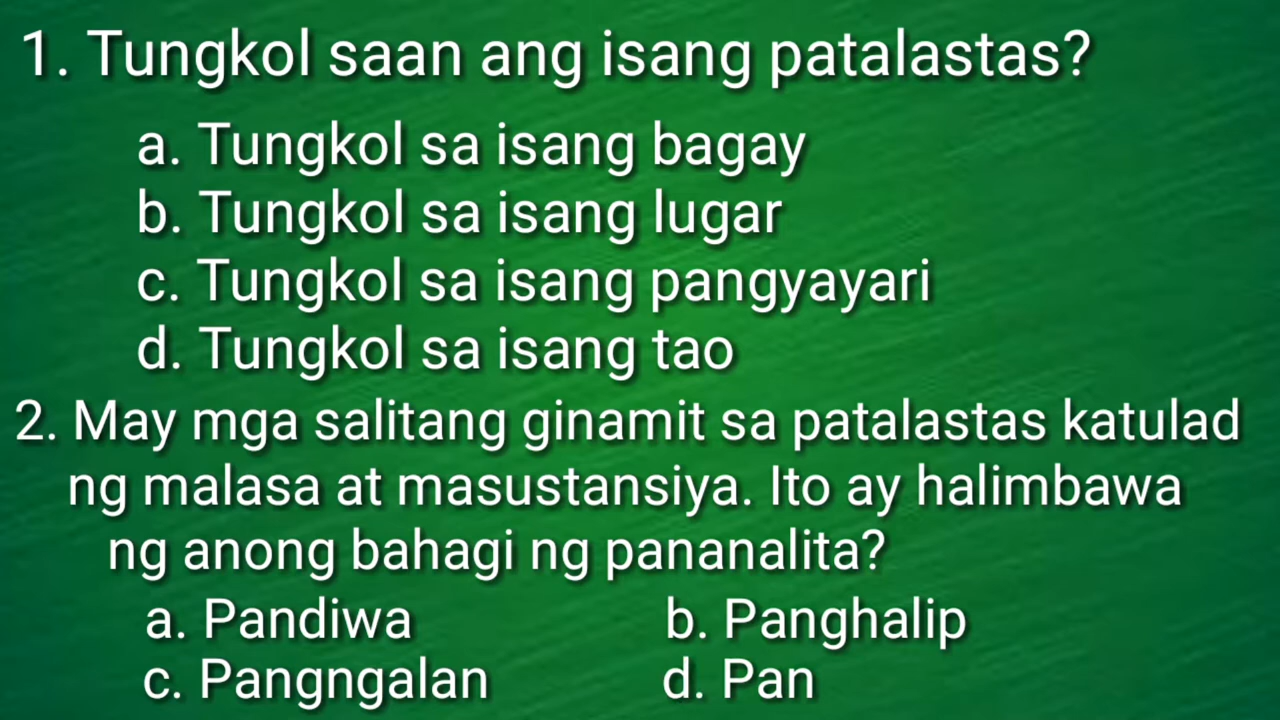 1. Tungkol saan ang isang patalastas?
a. Tungkol sa isang bagay
b. Tungkol sa isang lugar
c. Tungkol sa isang pangyayari
d. Tungkol sa isang tao
2. May mga salitang ginamit sa patalastas katulad
ng malasa at masustansiya. Ito ay halimbawa
ng anong bahagi ng pananalita?
a. Pandiwa b. Panghalip
c. Pangngalan d. Pan